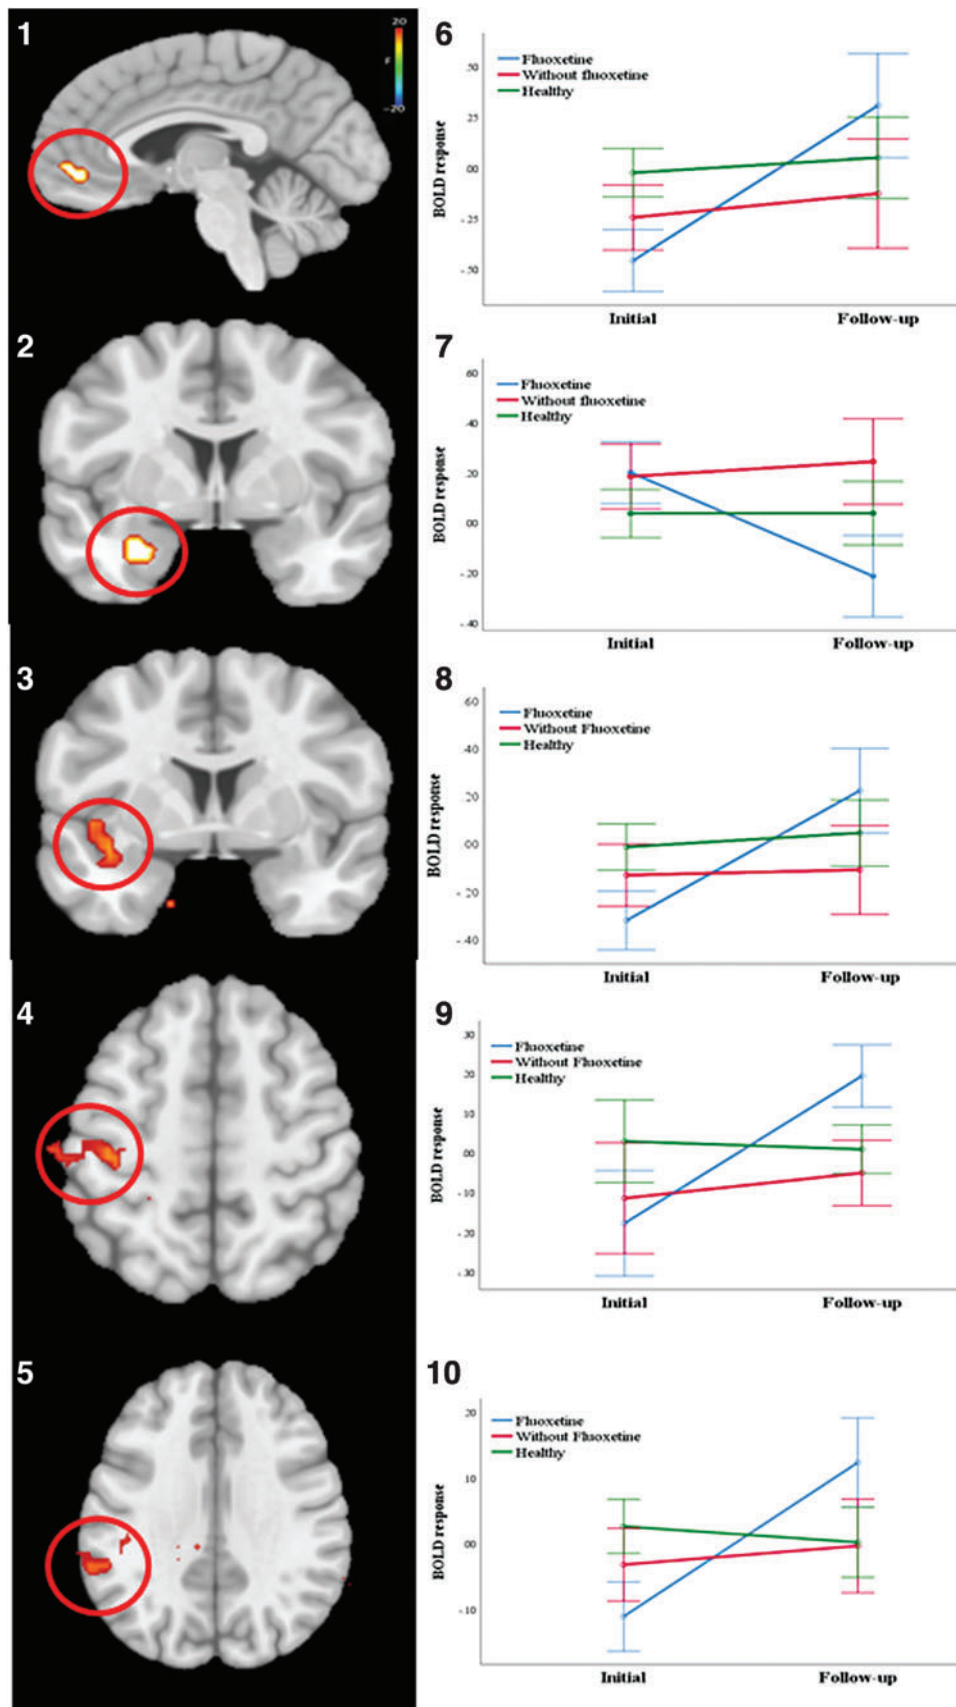 1
20
F
-20
2
3
4
5
6
Fluoxetine
Without fluoxetine
Healthy
BOLD response
.50
.25
.00
-.25
-.50
Initial Follow-up
7
Fluoxetine
Without fluoxetine
Healthy
BOLD response
.60
.40
.20
.00
-.20
-.40
Initial Follow-up
8
Fluoxetine
Without Fluoxetine
Healthy
BOLD response
.60
.40
.20
.00
-.20
-.40
Initial Follow-up
9
Fluoxetine
Without Fluoxetine
Healthy
BOLD response
.30
.20
.10
.00
-.10
-.20
-.30
Initial Follow-up
10
Fluoxetine
Without Fluoxetine
Healthy
BOLD response
.20
.10
.00
-.10
Initial Follow-up